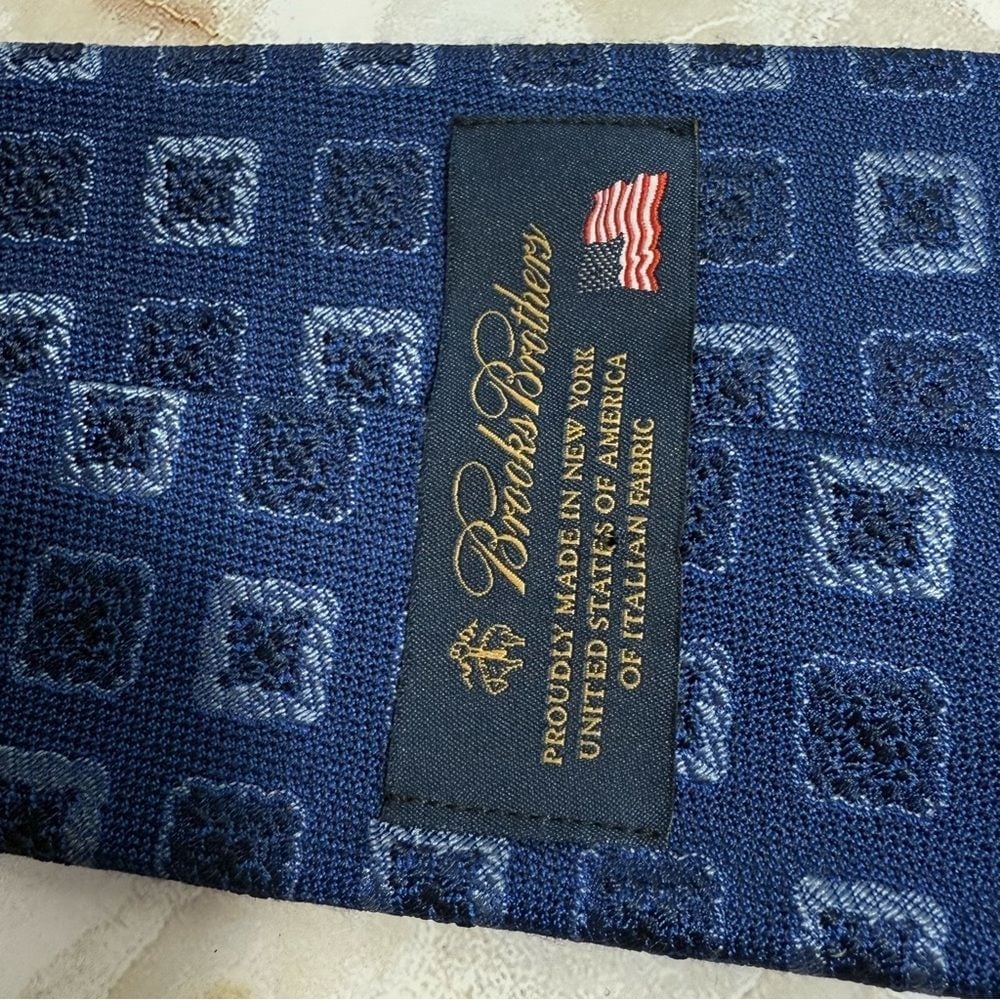 Brooks Brothers
PROUDLY MADE IN NEW YORK
UNITED STATES OF AMERICA
OF ITALIAN FABRIC